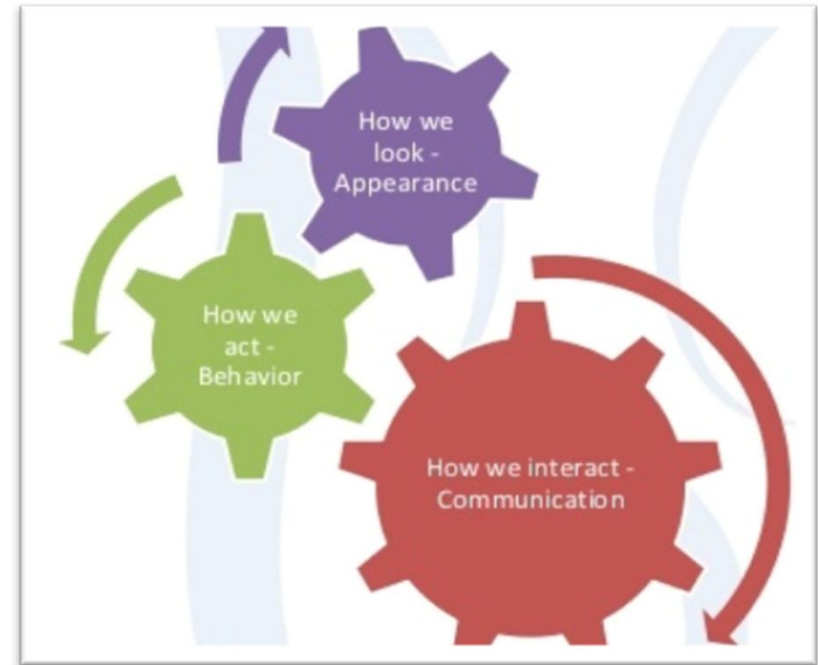 How we
look -
Appearance
How we
act -
Behavior
How we interact -
Communication